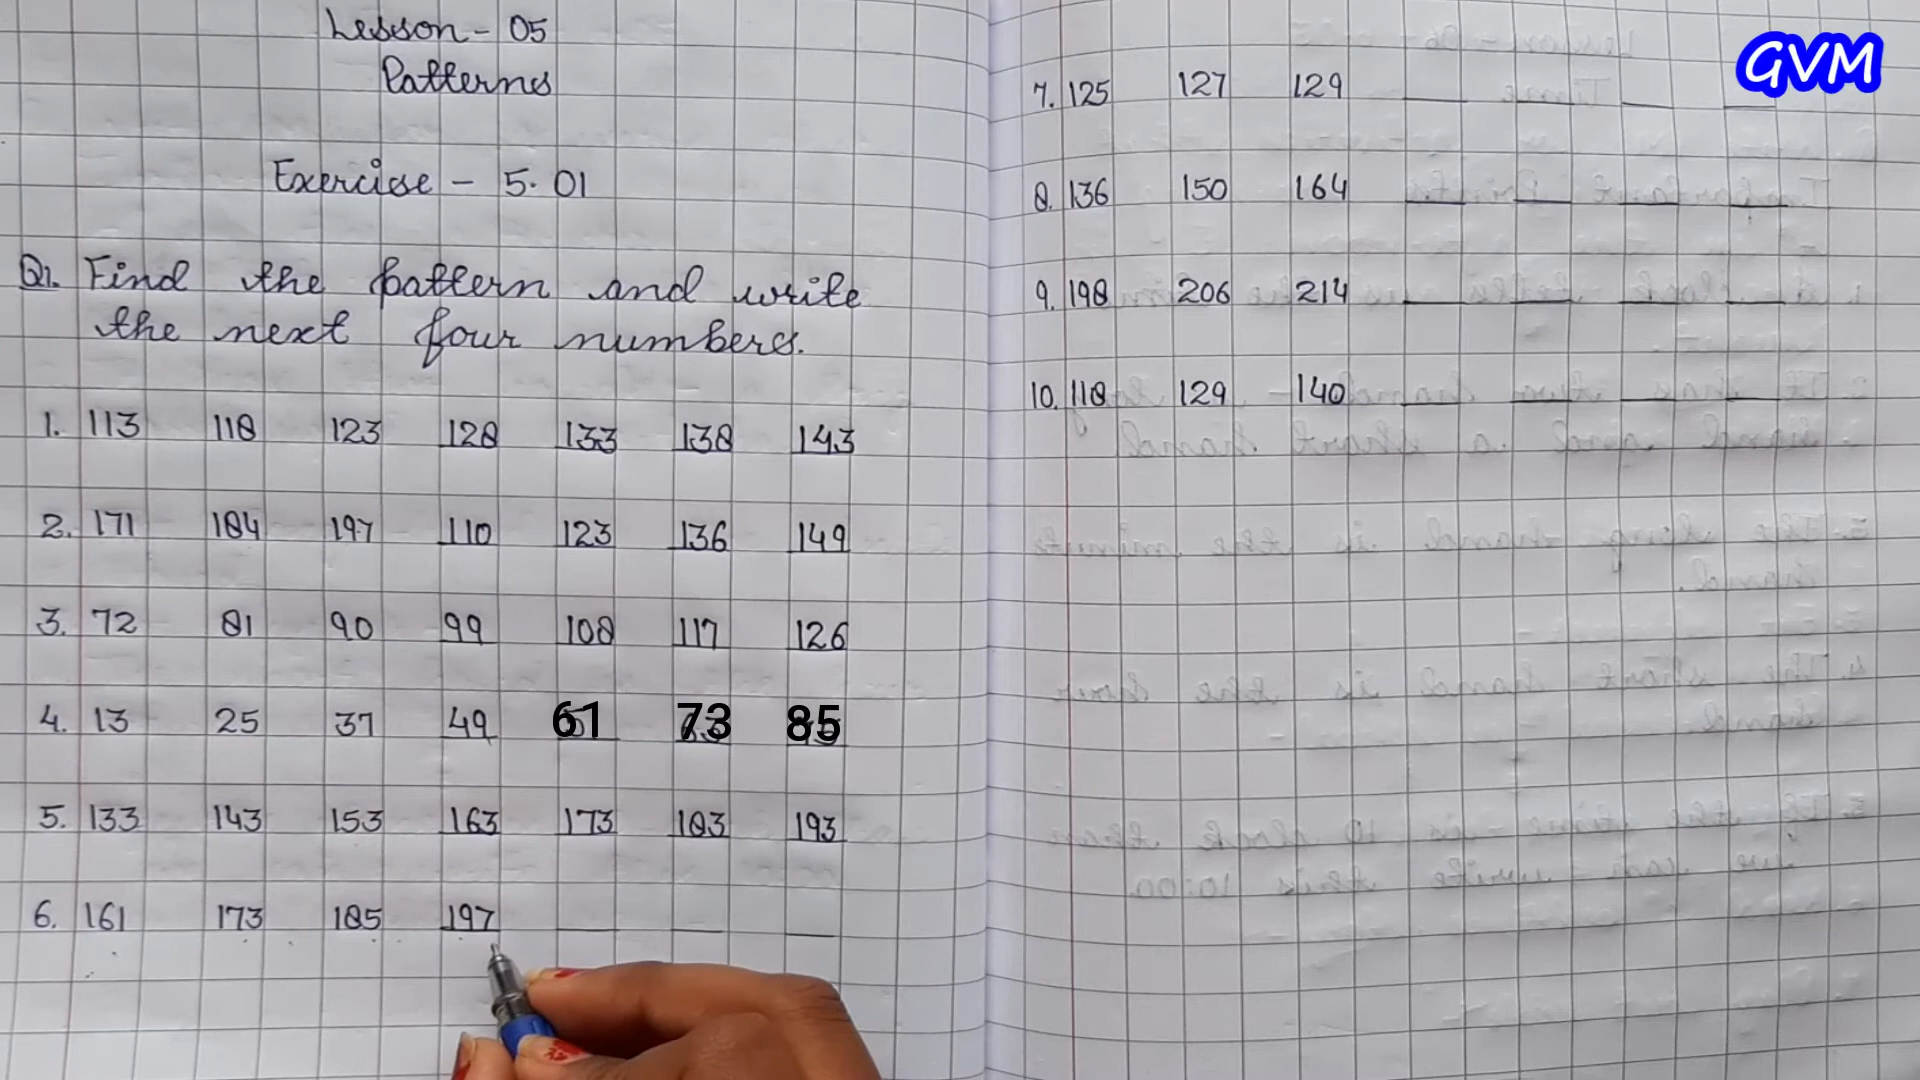 Lesson - 05
Patterns
Exercise - 5.01
Q1. Find the pattern and write
the next four numbers.
1. 113 118 123 128 133 138 143
2. 171 184 197 110 123 136 149
3. 72 81 90 99 108 117 126
4. 13 25 37 49 61 73 85
5. 133 143 153 163 173 183 193
6. 161 173 185 197
7. 125 127 129
8. 136 150 164
9. 198 206 214
10. 118 129 140
GVM